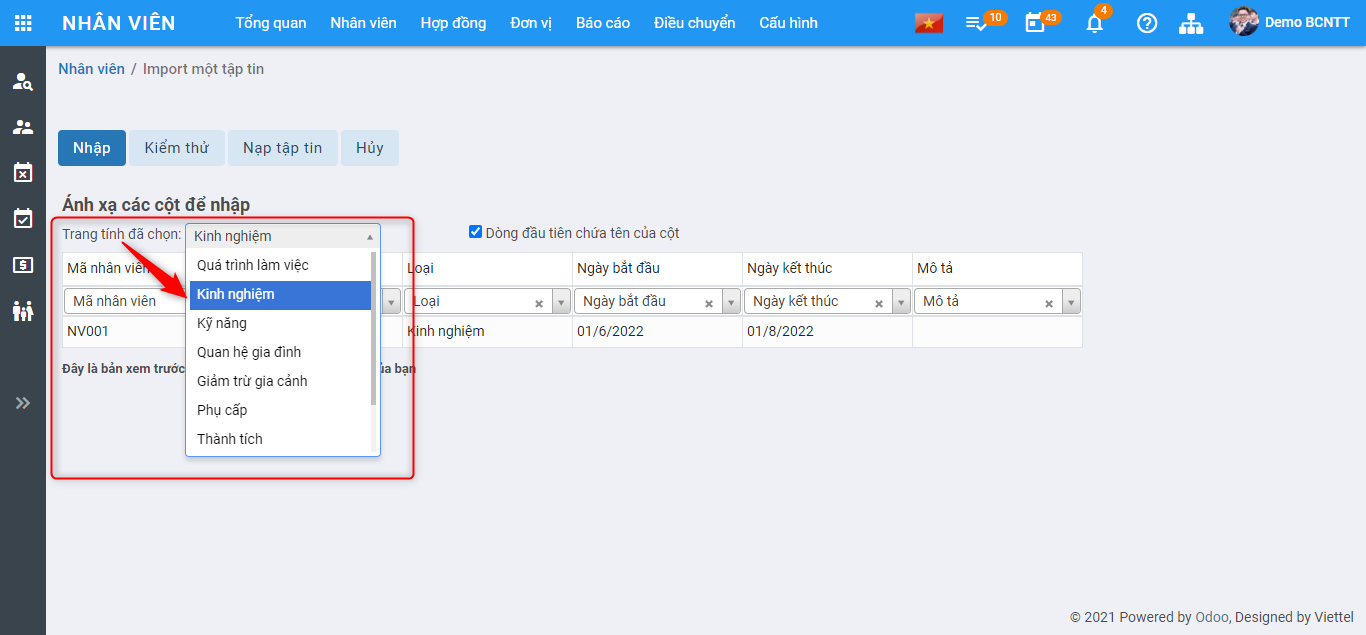 NHÂN VIÊN Tổng quan Nhân viên Hợp đồng Đơn vị Báo cáo Điều chuyển Cấu hình 10 43 4 Demo BCNTT
Nhân viên / Import một tập tin
Nhập Kiểm thử Nạp tập tin Hủy
Ánh xạ các cột để nhập
Trang tính đã chọn: Kinh nghiệm Dòng đầu tiên chứa tên của cột
Mã nhân viên Loại Ngày bắt đầu Ngày kết thúc Mô tả
Mã nhân viên Loại Ngày bắt đầu Ngày kết thúc Mô tả
NV001 Kinh nghiệm 01/6/2022 01/8/2022
Đây là bản xem trước bạn
Quá trình làm việc
Kinh nghiệm
Kỹ năng
Quan hệ gia đình
Giảm trừ gia cảnh
Phụ cấp
Thành tích
© 2021 Powered by Odoo, Designed by Viettel